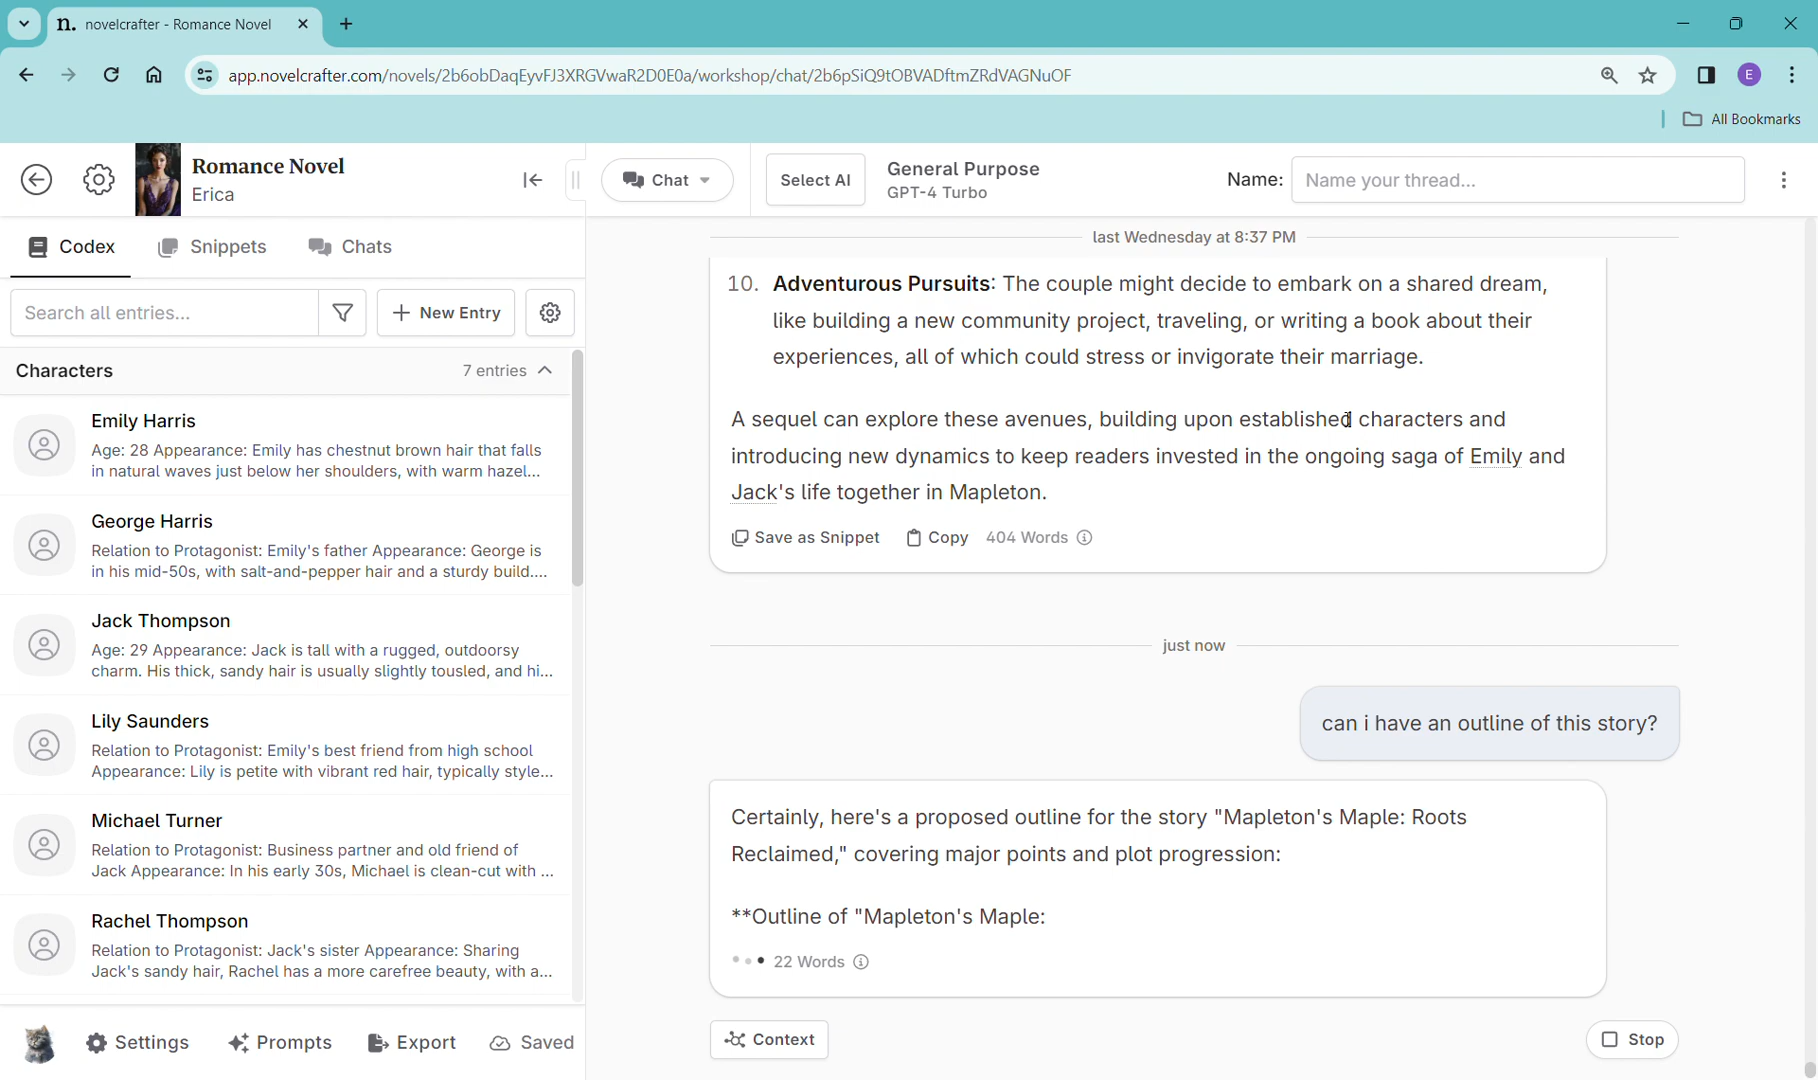 n. novelcrafter - Romance Novel
app.novelcrafter.com/novels/2b6obDaqEyvFJ3XRGVwaR2D0E0a/workshop/chat/2b6pSiQ9tOBVADftmZRdVAGNuOF
E
All Bookmarks
Romance Novel
Erica
Chat
Select AI
General Purpose
GPT-4 Turbo
Name:
Name your thread...
Codex
Snippets
Chats
Search all entries...
New Entry
Characters
7 entries
Emily Harris
Age: 28 Appearance: Emily has chestnut brown hair that falls
in natural waves just below her shoulders, with warm hazel...
George Harris
Relation to Protagonist: Emily's father Appearance: George is
in his mid-50s, with salt-and-pepper hair and a sturdy build....
Jack Thompson
Age: 29 Appearance: Jack is tall with a rugged, outdoorsy
charm. His thick, sandy hair is usually slightly tousled, and hi...
Lily Saunders
Relation to Protagonist: Emily's best friend from high school
Appearance: Lily is petite with vibrant red hair, typically style...
Michael Turner
Relation to Protagonist: Business partner and old friend of
Jack Appearance: In his early 30s, Michael is clean-cut with ...
Rachel Thompson
Relation to Protagonist: Jack's sister Appearance: Sharing
Jack's sandy hair, Rachel has a more carefree beauty, with a...
Settings
Prompts
Export
Saved
last Wednesday at 8:37 PM
10. Adventurous Pursuits: The couple might decide to embark on a shared dream,
like building a new community project, traveling, or writing a book about their
experiences, all of which could stress or invigorate their marriage.
A sequel can explore these avenues, building upon established characters and
introducing new dynamics to keep readers invested in the ongoing saga of Emily and
Jack's life together in Mapleton.
Save as Snippet
Copy
404 Words
just now
can i have an outline of this story?
Certainly, here's a proposed outline for the story "Mapleton's Maple: Roots
Reclaimed," covering major points and plot progression:
**Outline of "Mapleton's Maple:
22 Words
Context
Stop